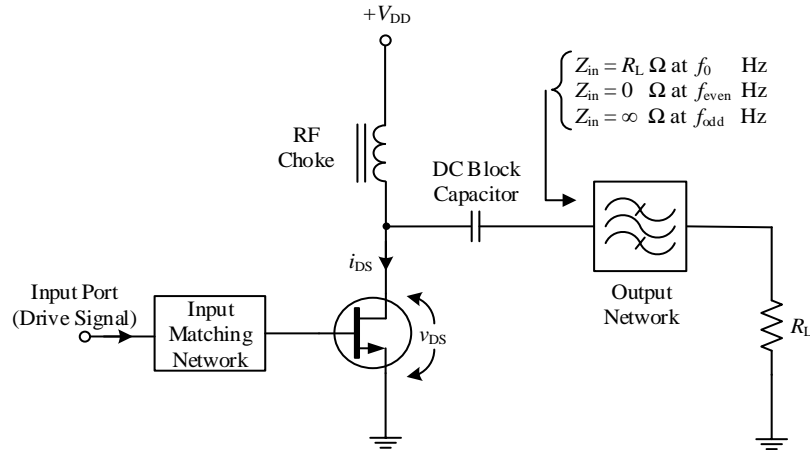 +V_DD
Z_in = R_L Ω at f_0 Hz
Z_in = 0 Ω at f_even Hz
Z_in = ∞ Ω at f_odd Hz
RF
Choke
DC Block
Capacitor
i_DS
Input Port
(Drive Signal)
Input
Matching
Network
v_DS
Output
Network
R_L